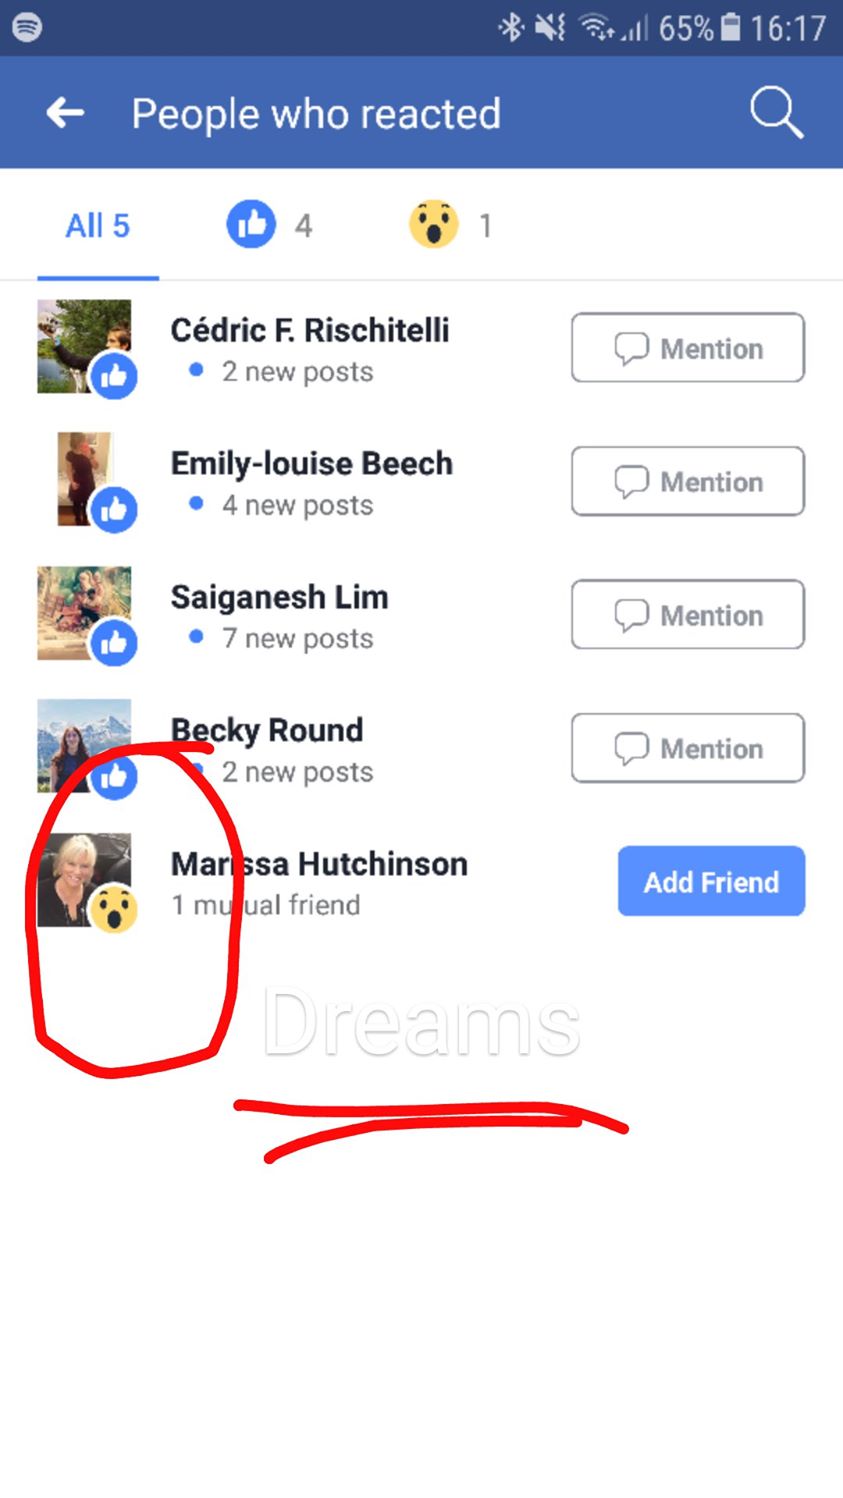 65% 16:17
People who reacted
All 5 4 1
Cédric F. Rischitelli
2 new posts
Mention
Emily-louise Beech
4 new posts
Mention
Saiganesh Lim
7 new posts
Mention
Becky Round
2 new posts
Mention
Marissa Hutchinson
1 mutual friend
Add Friend
Dreams